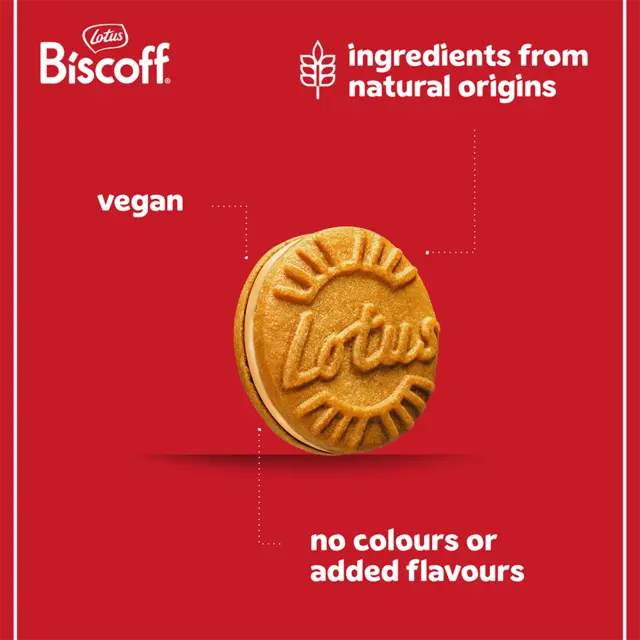 Lotus
Biscoff®
ingredients from
natural origins
vegan
Lotus
no colours or
added flavours